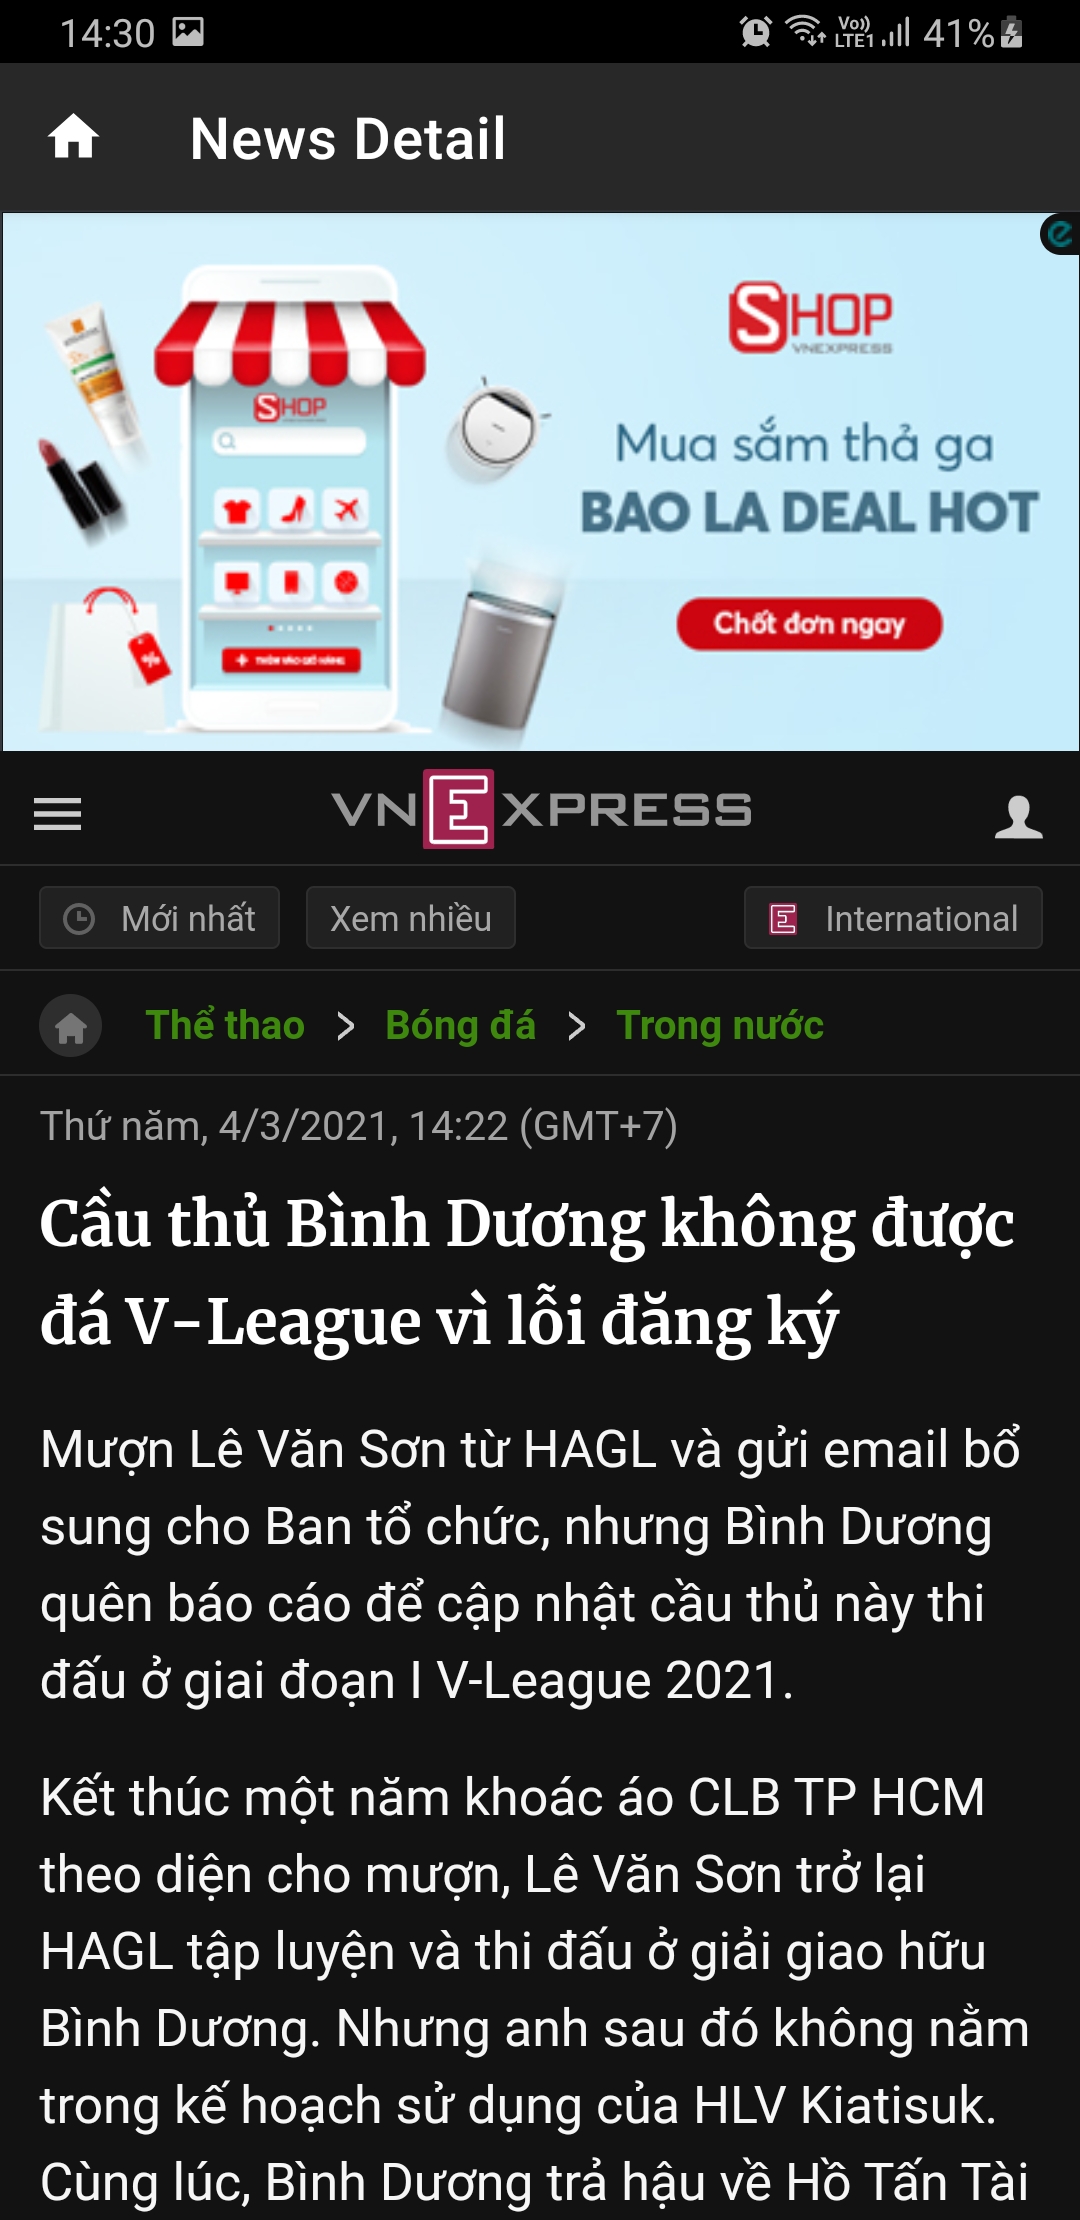 14:30
Vo)) LTE1 41%
News Detail
SHOP
VNEXPRESS
SHOP
Mua sắm thả ga
BAO LA DEAL HOT
Chốt đơn ngay
%
+ THÊM VÀO GIỎ HÀNG
VNEXPRESS
Mới nhất
Xem nhiều
E International
Thể thao > Bóng đá > Trong nước
Thứ năm, 4/3/2021, 14:22 (GMT+7)
Cầu thủ Bình Dương không được
đá V-League vì lỗi đăng ký
Mượn Lê Văn Sơn từ HAGL và gửi email bổ
sung cho Ban tổ chức, nhưng Bình Dương
quên báo cáo để cập nhật cầu thủ này thi
đấu ở giai đoạn I V-League 2021.
Kết thúc một năm khoác áo CLB TP HCM
theo diện cho mượn, Lê Văn Sơn trở lại
HAGL tập luyện và thi đấu ở giải giao hữu
Bình Dương. Nhưng anh sau đó không nằm
trong kế hoạch sử dụng của HLV Kiatisuk.
Cùng lúc, Bình Dương trả hậu vệ Hồ Tấn Tài